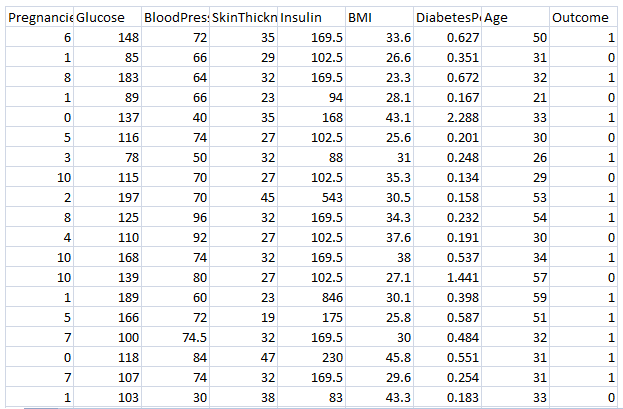 Pregnancie Glucose BloodPress SkinThickn Insulin BMI DiabetesPe Age Outcome
6 148 72 35 169.5 33.6 0.627 50 1
1 85 66 29 102.5 26.6 0.351 31 0
8 183 64 32 169.5 23.3 0.672 32 1
1 89 66 23 94 28.1 0.167 21 0
0 137 40 35 168 43.1 2.288 33 1
5 116 74 27 102.5 25.6 0.201 30 0
3 78 50 32 88 31 0.248 26 1
10 115 70 27 102.5 35.3 0.134 29 0
2 197 70 45 543 30.5 0.158 53 1
8 125 96 32 169.5 34.3 0.232 54 1
4 110 92 27 102.5 37.6 0.191 30 0
10 168 74 32 169.5 38 0.537 34 1
10 139 80 27 102.5 27.1 1.441 57 0
1 189 60 23 846 30.1 0.398 59 1
5 166 72 19 175 25.8 0.587 51 1
7 100 74.5 32 169.5 30 0.484 32 1
0 118 84 47 230 45.8 0.551 31 1
7 107 74 32 169.5 29.6 0.254 31 1
1 103 30 38 83 43.3 0.183 33 0